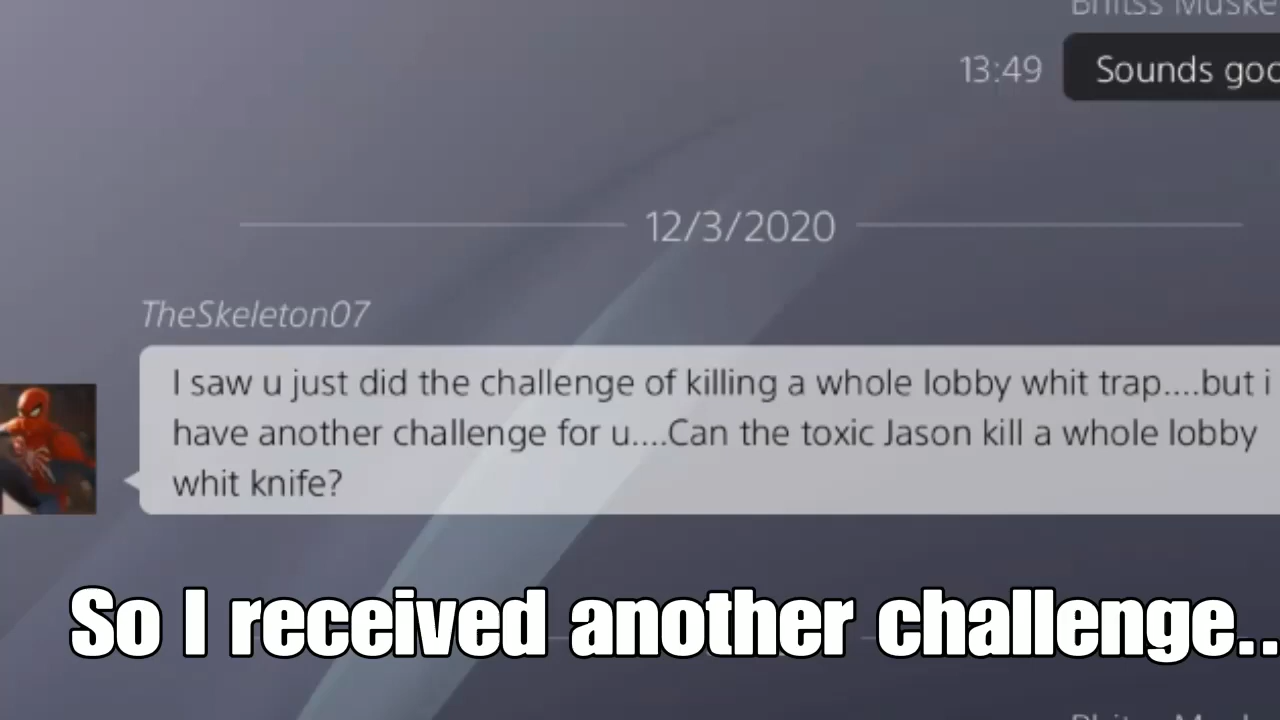 13:49
Sounds
12/3/2020
TheSkeleton07
I saw u just did the challenge of killing a whole lobby whit trap....but i
have another challenge for u....Can the toxic Jason kill a whole lobby
whit knife?
So I received another challenge..